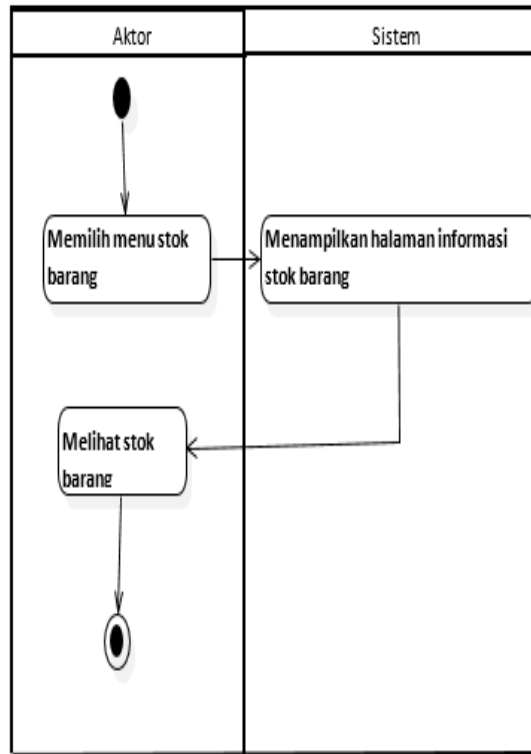 Aktor
Sistem
Memilih menu stok
barang
Menampilkan halaman informasi
stok barang
Melihat stok
barang